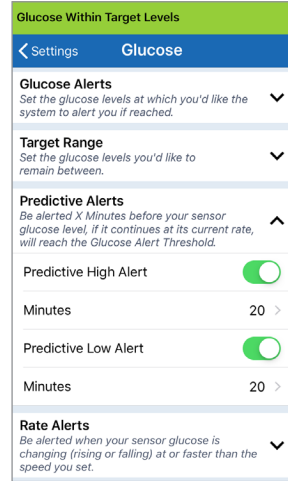 Glucose Within Target Levels
Settings
Glucose
Glucose Alerts
Set the glucose levels at which you'd like the
system to alert you if reached.
Target Range
Set the glucose levels you'd like to
remain between.
Predictive Alerts
Be alerted X Minutes before your sensor
glucose level, if it continues at its current rate,
will reach the Glucose Alert Threshold.
Predictive High Alert
Minutes 20
Predictive Low Alert
Minutes 20
Rate Alerts
Be alerted when your sensor glucose is
changing (rising or falling) at or faster than the
speed you set.